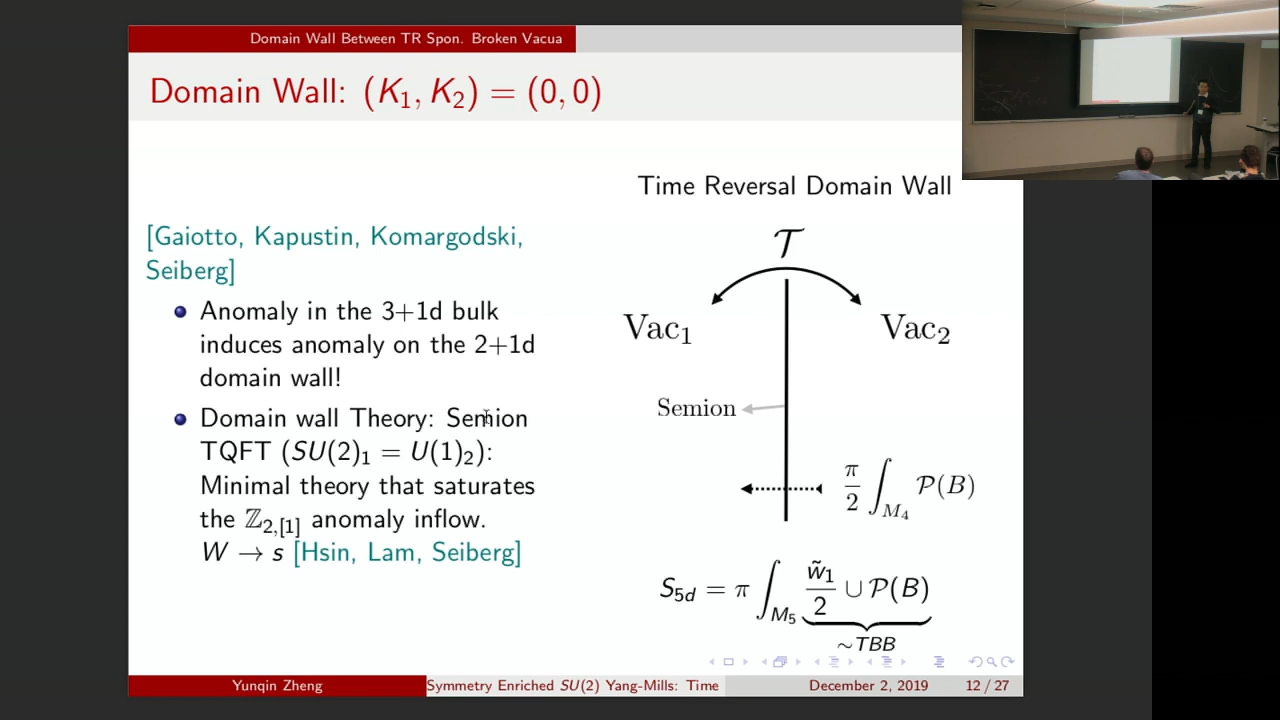 Domain Wall Between TR Spon. Broken Vacua
Domain Wall: (K₁, K₂) = (0, 0)
[Gaiotto, Kapustin, Komargodski,
Seiberg]
Anomaly in the 3+1d bulk
induces anomaly on the 2+1d
domain wall!
Domain wall Theory: Semion
TQFT (SU(2)₁ = U(1)₂):
Minimal theory that saturates
the ℤ₂,[1] anomaly inflow.
W → s [Hsin, Lam, Seiberg]
Time Reversal Domain Wall
𝒯
Vac₁ Vac₂
Semion
π/2 ∫_{M₄} 𝒫(B)
S₅d = π ∫_{M₅} w̃₁/2 ∪ 𝒫(B)
∼TBB
Yunqin Zheng Symmetry Enriched SU(2) Yang-Mills: Time December 2, 2019 12 / 27